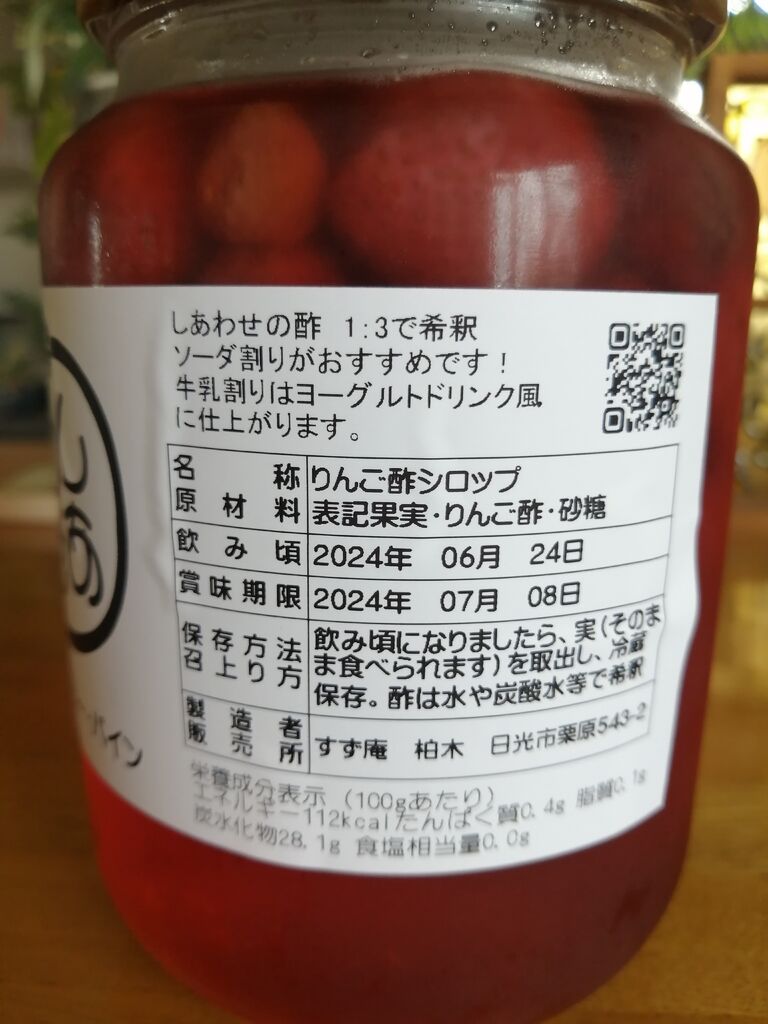 しあわせの酢 1:3で希釈
ソーダ割りがおすすめです!
牛乳割りはヨーグルトドリンク風
に仕上がります。
名称 りんご酢シロップ
原材料 表記果実・りんご酢・砂糖
飲み頃 2024年 06月 24日
賞味期限 2024年 07月 08日
保存方法 飲み頃になりましたら、実(そのま
召上り方 ま食べられます)を取出し、冷蔵
保存。酢は水や炭酸水等で希釈
製造者
販売所 すず庵 柏木 日光市栗原543-2
栄養成分表示 (100gあたり)
エネルギー112kcalたんぱく質0.4g 脂質0.1g
炭水化物28.1g 食塩相当量0.0g
パイン